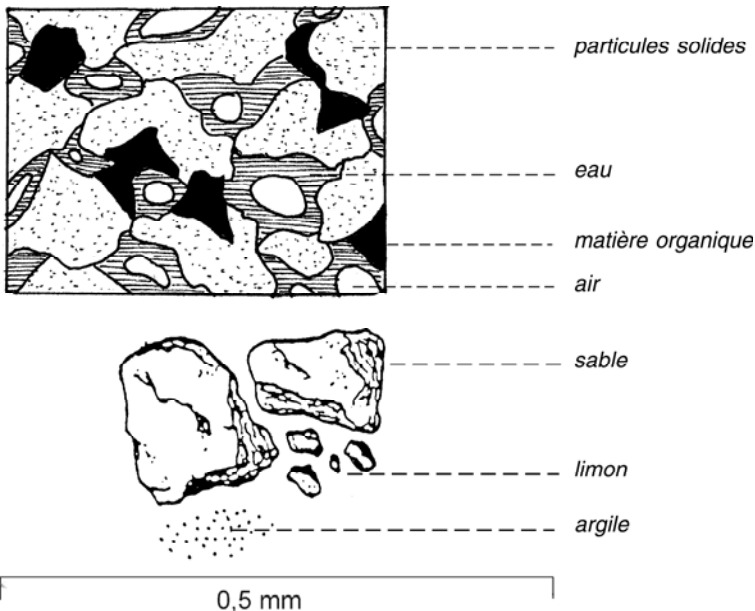 particules solides
eau
matière organique
air
sable
limon
argile
0,5 mm